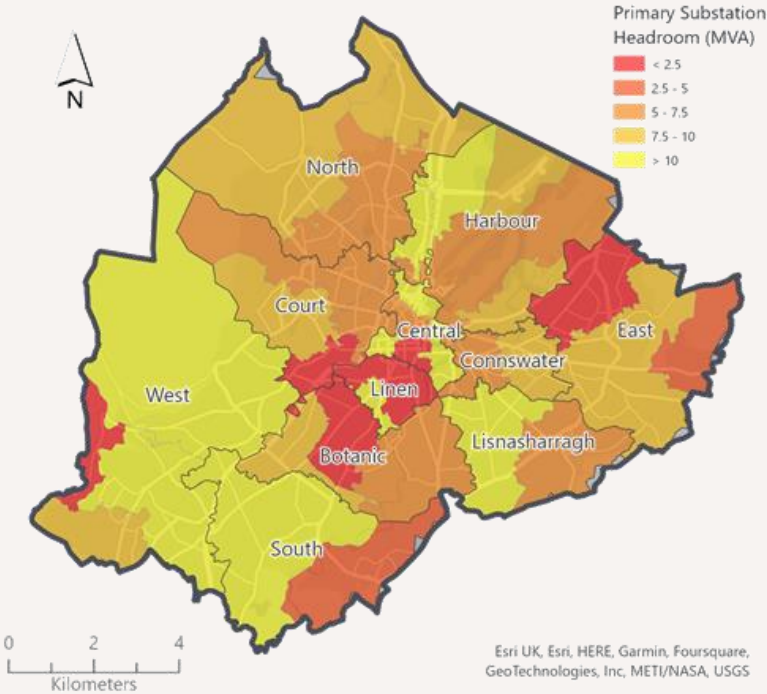 Primary Substation
Headroom (MVA)
< 2.5
2.5 - 5
5 - 7.5
7.5 - 10
> 10
N
North
Harbour
Court
Central
East
Connswater
West
Linen
Lisnasharragh
Botanic
South
0 2 4
Kilometers
Esri UK, Esri, HERE, Garmin, Foursquare,
GeoTechnologies, Inc, METI/NASA, USGS